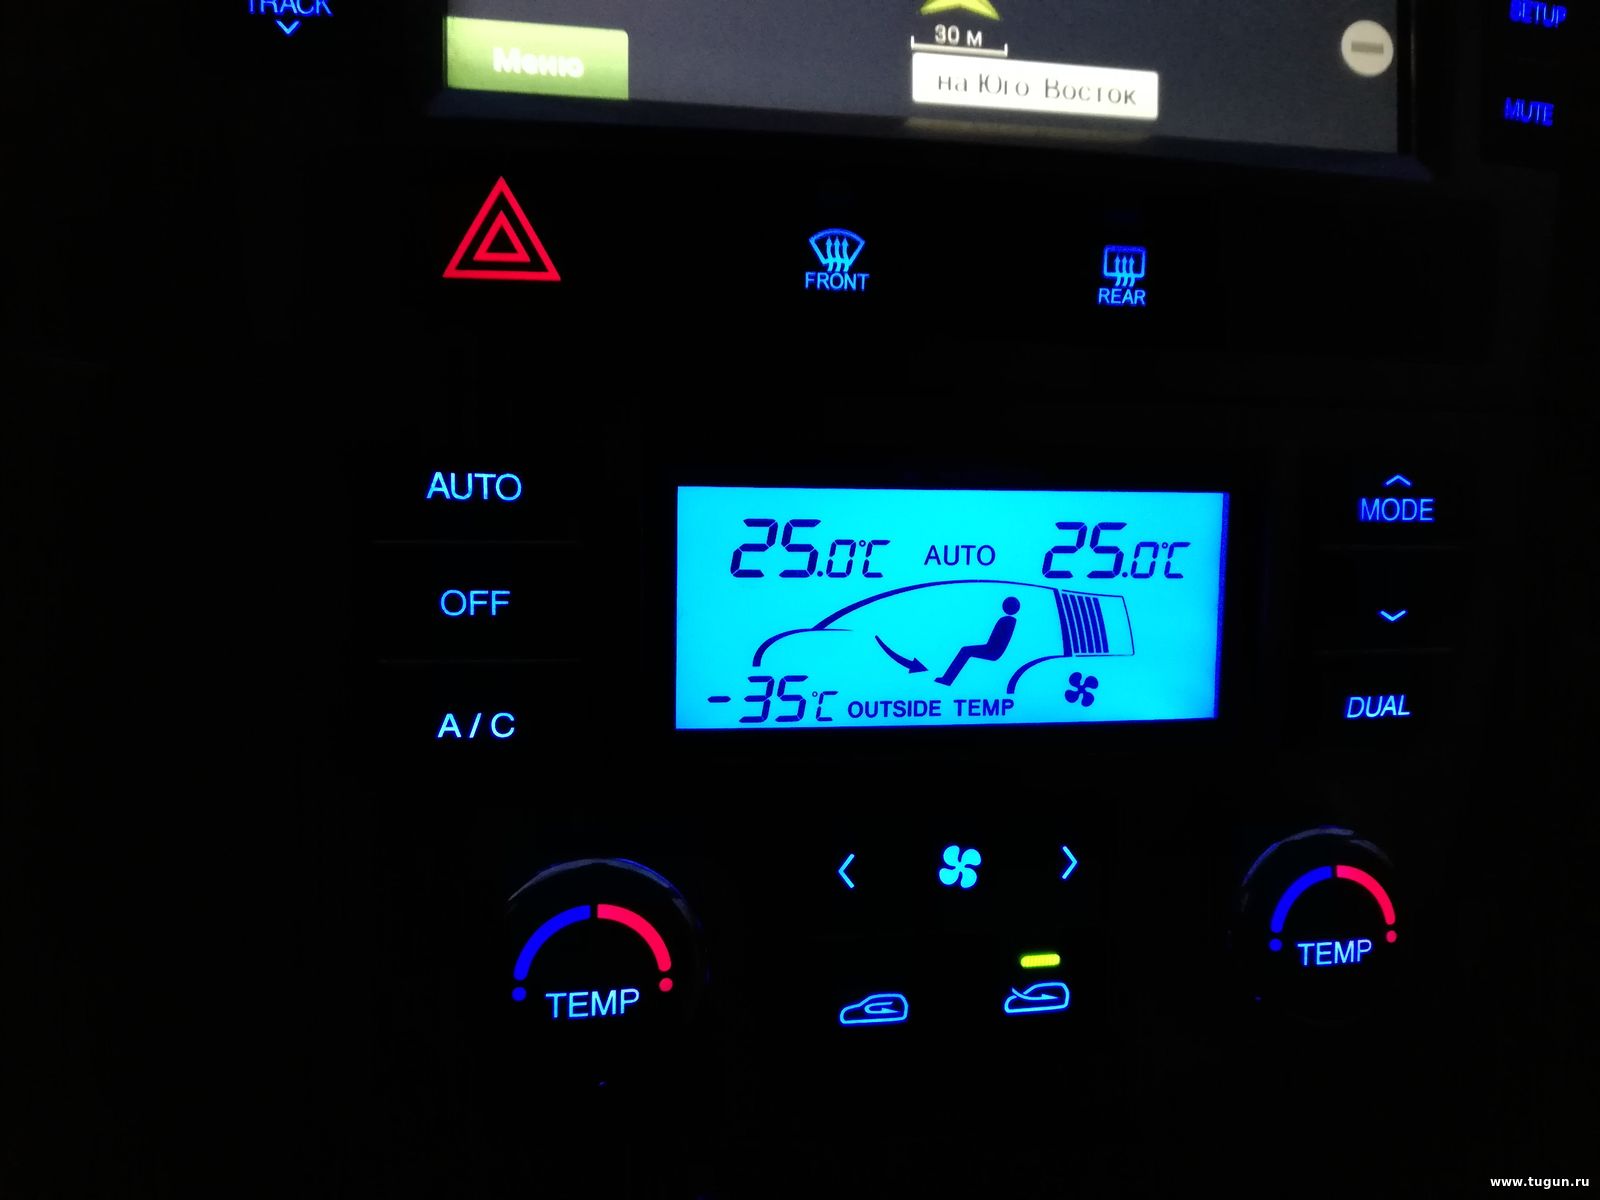 TRACK
SETUP
30 м
Меню
на Юго Восток
MUTE
FRONT
REAR
AUTO
OFF
A / C
25.0°C AUTO 25.0°C
-35°C OUTSIDE TEMP
MODE
DUAL
TEMP
TEMP
www.tugun.ru